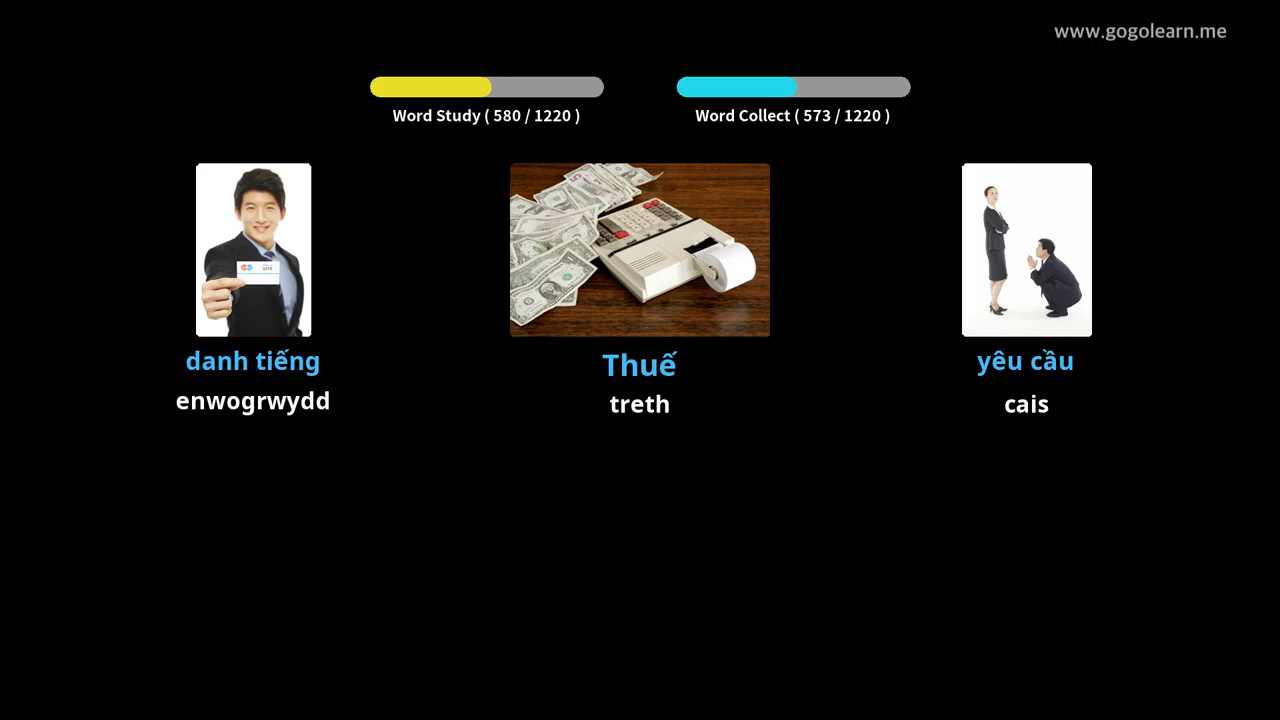 www.gogolearn.me
Word Study ( 580 / 1220 )
Word Collect ( 573 / 1220 )
danh tiếng
Thuế
yêu cầu
enwogrwydd
treth
cais